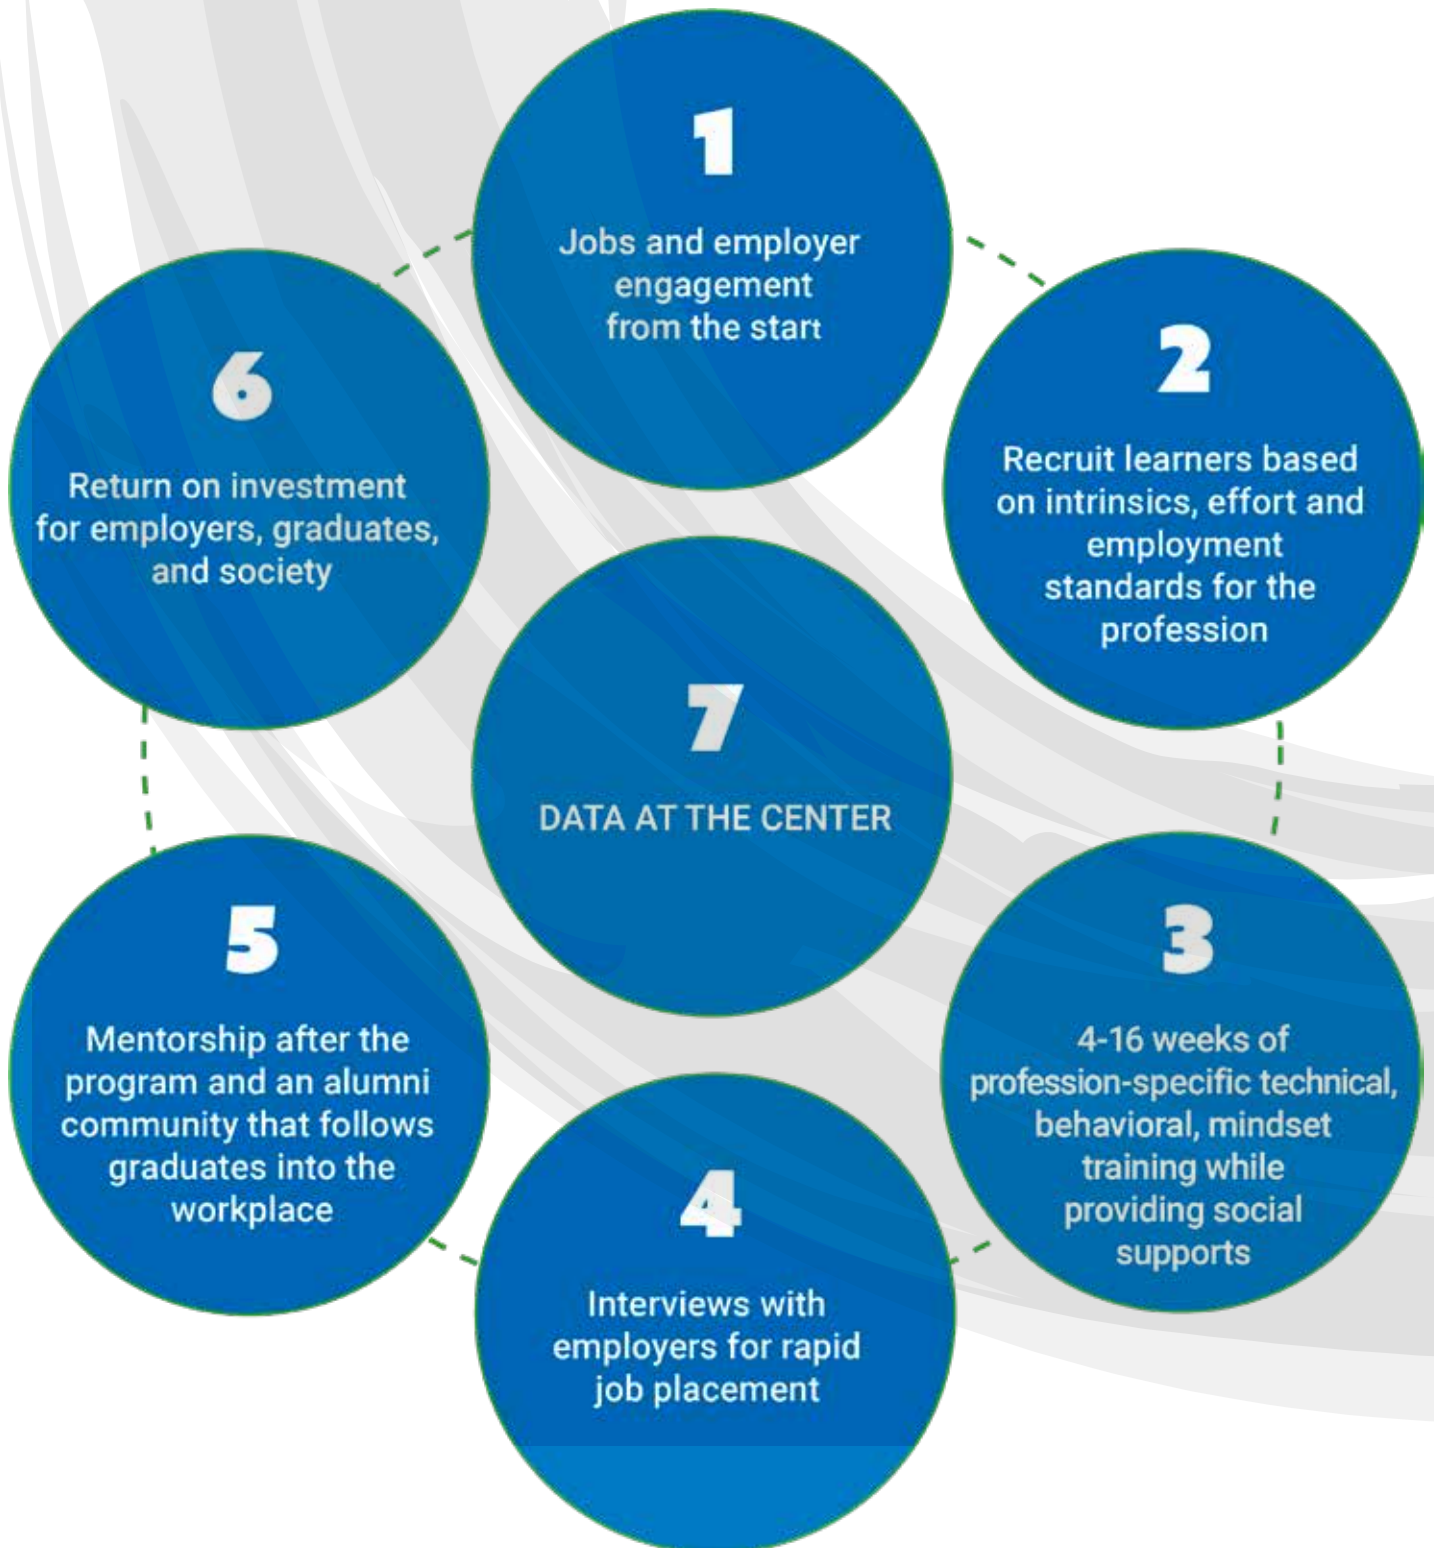 1
Jobs and employer
engagement
from the start
2
Recruit learners based
on intrinsics, effort and
employment
standards for the
profession
3
4-16 weeks of
profession-specific technical,
behavioral, mindset
training while
providing social
supports
4
Interviews with
employers for rapid
job placement
5
Mentorship after the
program and an alumni
community that follows
graduates into the
workplace
6
Return on investment
for employers, graduates,
and society
7
DATA AT THE CENTER